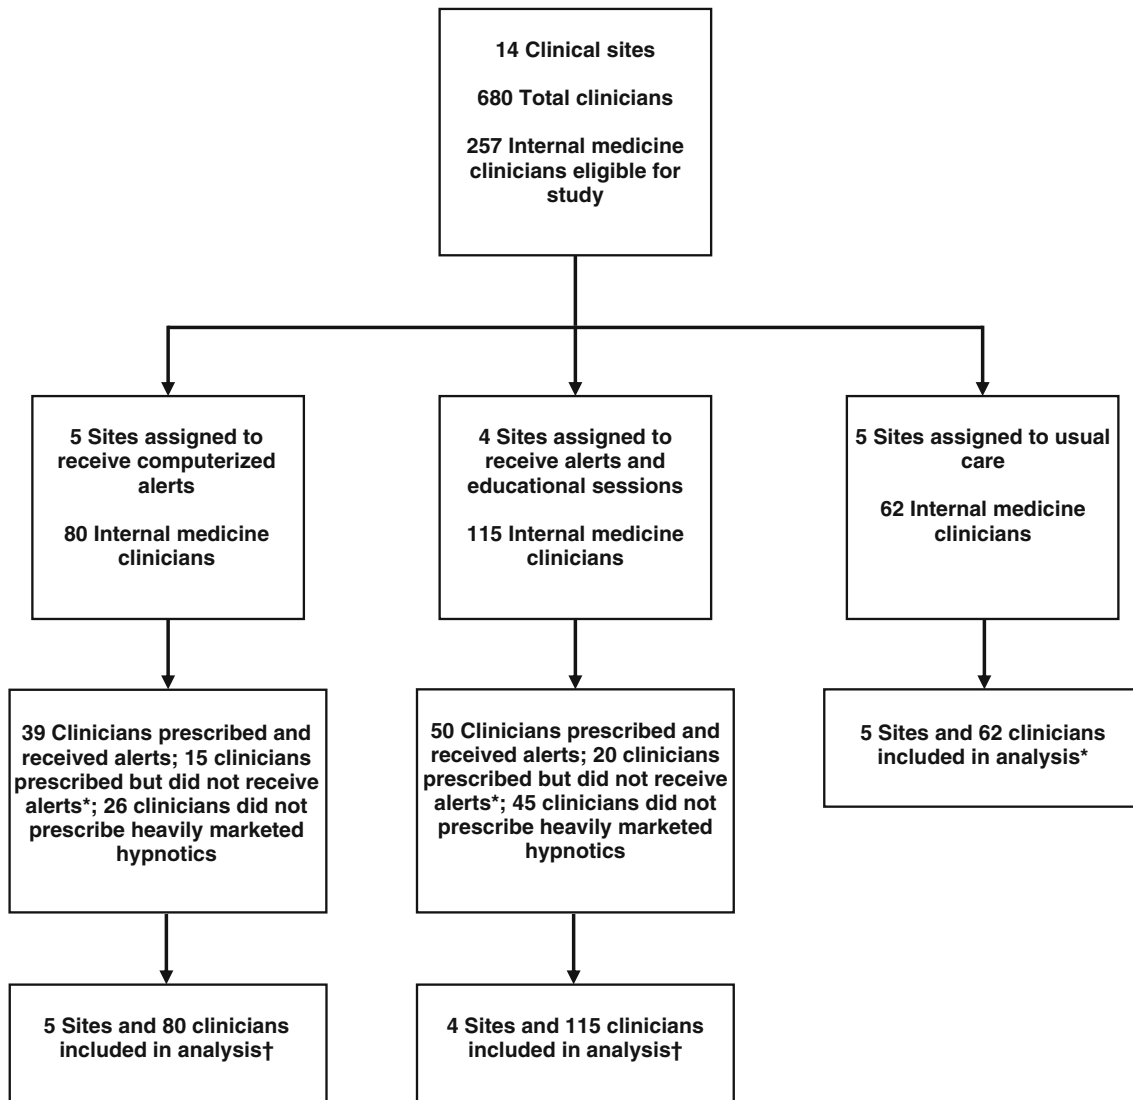 14 Clinical sites
680 Total clinicians
257 Internal medicine
clinicians eligible for
study
5 Sites assigned to
receive computerized
alerts
80 Internal medicine
clinicians
4 Sites assigned to
receive alerts and
educational sessions
115 Internal medicine
clinicians
5 Sites assigned to usual
care
62 Internal medicine
clinicians
39 Clinicians prescribed and
received alerts; 15 clinicians
prescribed but did not receive
alerts*; 26 clinicians did not
prescribe heavily marketed
hypnotics
50 Clinicians prescribed and
received alerts; 20 clinicians
prescribed but did not receive
alerts*; 45 clinicians did not
prescribe heavily marketed
hypnotics
5 Sites and 62 clinicians
included in analysis*
5 Sites and 80 clinicians
included in analysis†
4 Sites and 115 clinicians
included in analysis†